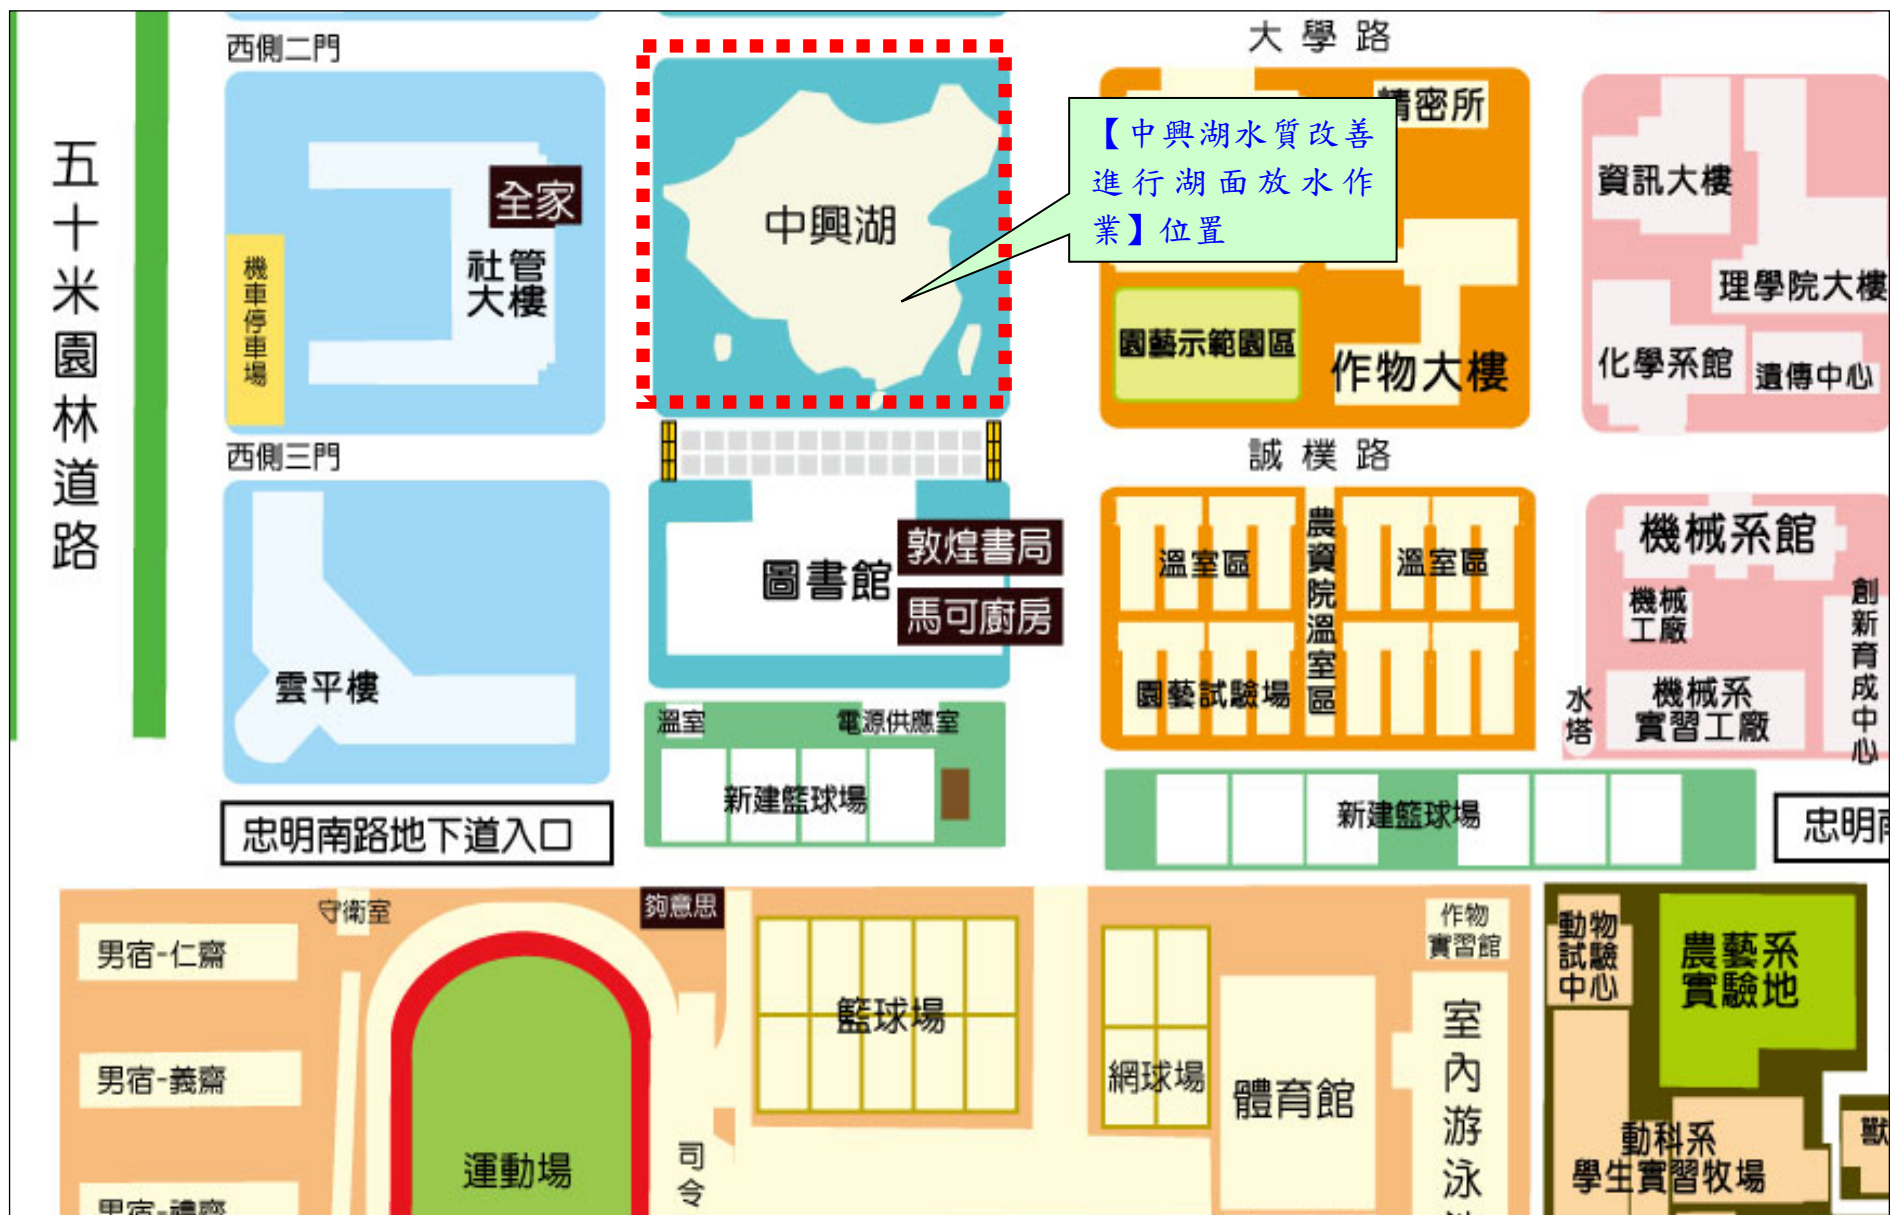 西側二門
大學路
五十米園林道路
全家
社管
大樓
機車停車場
中興湖
【中興湖水質改善
進行湖面放水作
業】位置
精密所
園藝示範園區
作物大樓
資訊大樓
理學院大樓
化學系館
遺傳中心
西側三門
誠樸路
雲平樓
圖書館
敦煌書局
馬可廚房
溫室區
農資院溫室區
溫室區
園藝試驗場
機械系館
機械
工廠
創新育成中心
水塔
機械系
實習工廠
溫室
電源供應室
新建籃球場
新建籃球場
忠明南路地下道入口
忠明南
守衛室
夠意思
男宿-仁齋
男宿-義齋
男宿-禮齋
運動場
司令
籃球場
網球場
體育館
作物
實習館
室內游泳池
動物
試驗
中心
農藝系
實驗地
動科系
學生實習牧場
獸